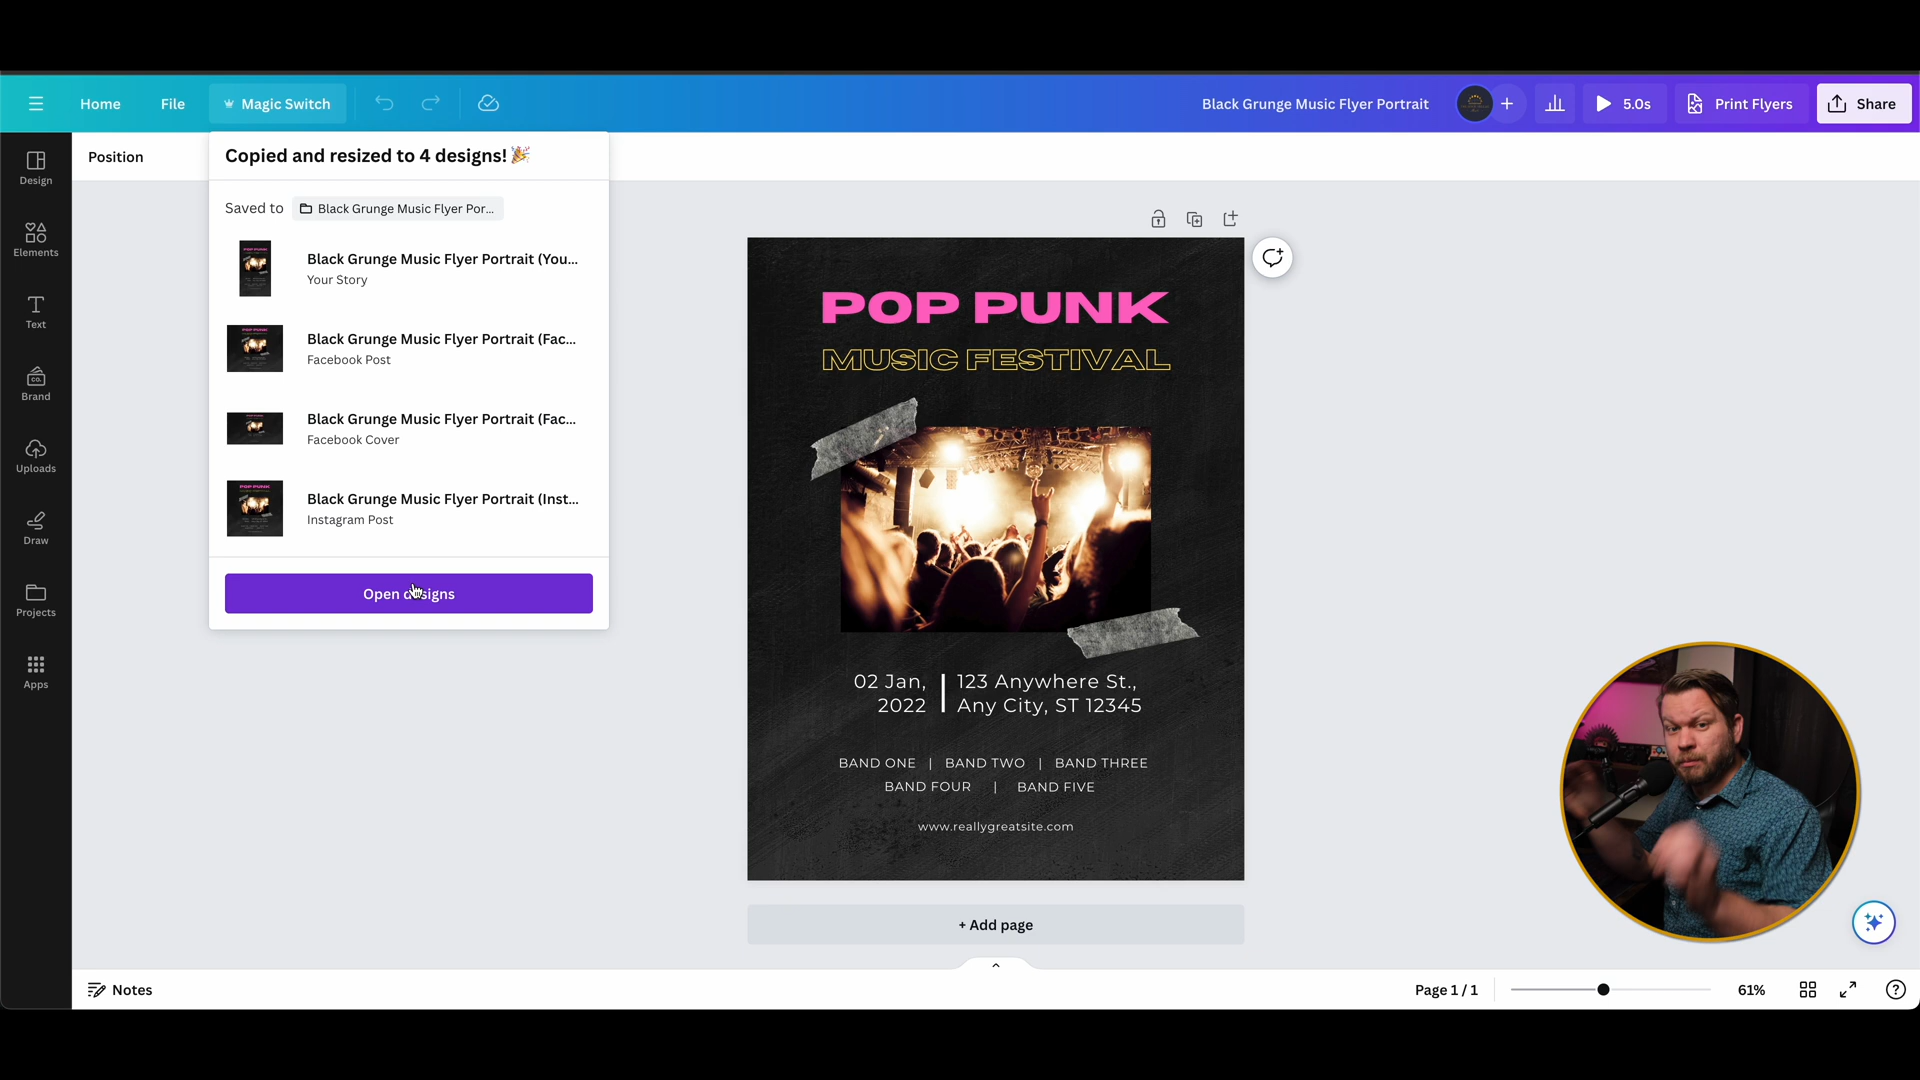 Home
File
Magic Switch
Black Grunge Music Flyer Portrait
5.0s
Print Flyers
Share
Position
Design
Elements
Text
CO.
Brand
Uploads
Draw
Projects
Apps
Copied and resized to 4 designs! 🎉
Saved to
Black Grunge Music Flyer Por...
Black Grunge Music Flyer Portrait (You...
Your Story
Black Grunge Music Flyer Portrait (Fac...
Facebook Post
Black Grunge Music Flyer Portrait (Fac...
Facebook Cover
Black Grunge Music Flyer Portrait (Inst...
Instagram Post
POP PUNK
MUSIC FESTIVAL
02 Jan,
2022
123 Anywhere St.,
Any City, ST 12345
BAND ONE | BAND TWO | BAND THREE
BAND FOUR | BAND FIVE
www.reallygreatsite.com
+ Add page
Notes
Page 1 / 1
61%